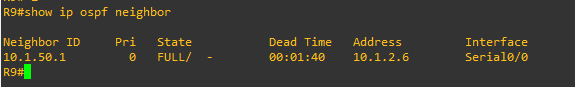 R9#show ip ospf neighbor
Neighbor ID     Pri   State           Dead Time   Address         Interface
10.1.50.1         0   FULL/  -        00:01:40    10.1.2.6        Serial0/0
R9#